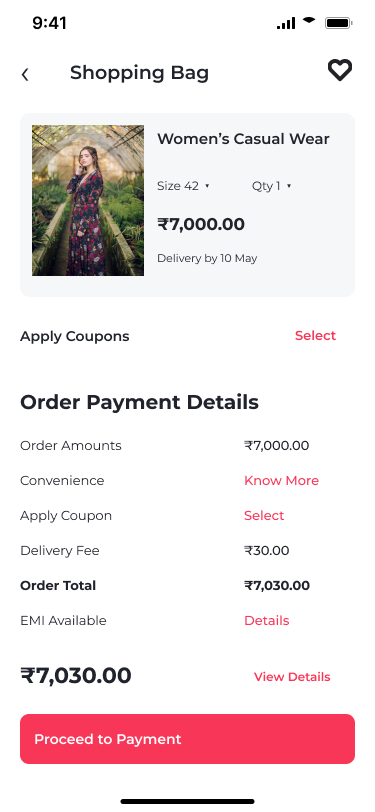 9:41
Shopping Bag
Women’s Casual Wear
Size 42
Qty 1
₹7,000.00
Delivery by 10 May
Apply Coupons
Select
Order Payment Details
Order Amounts
₹7,000.00
Convenience
Know More
Apply Coupon
Select
Delivery Fee
₹30.00
Order Total
₹7,030.00
EMI Available
Details
₹7,030.00
View Details
Proceed to Payment